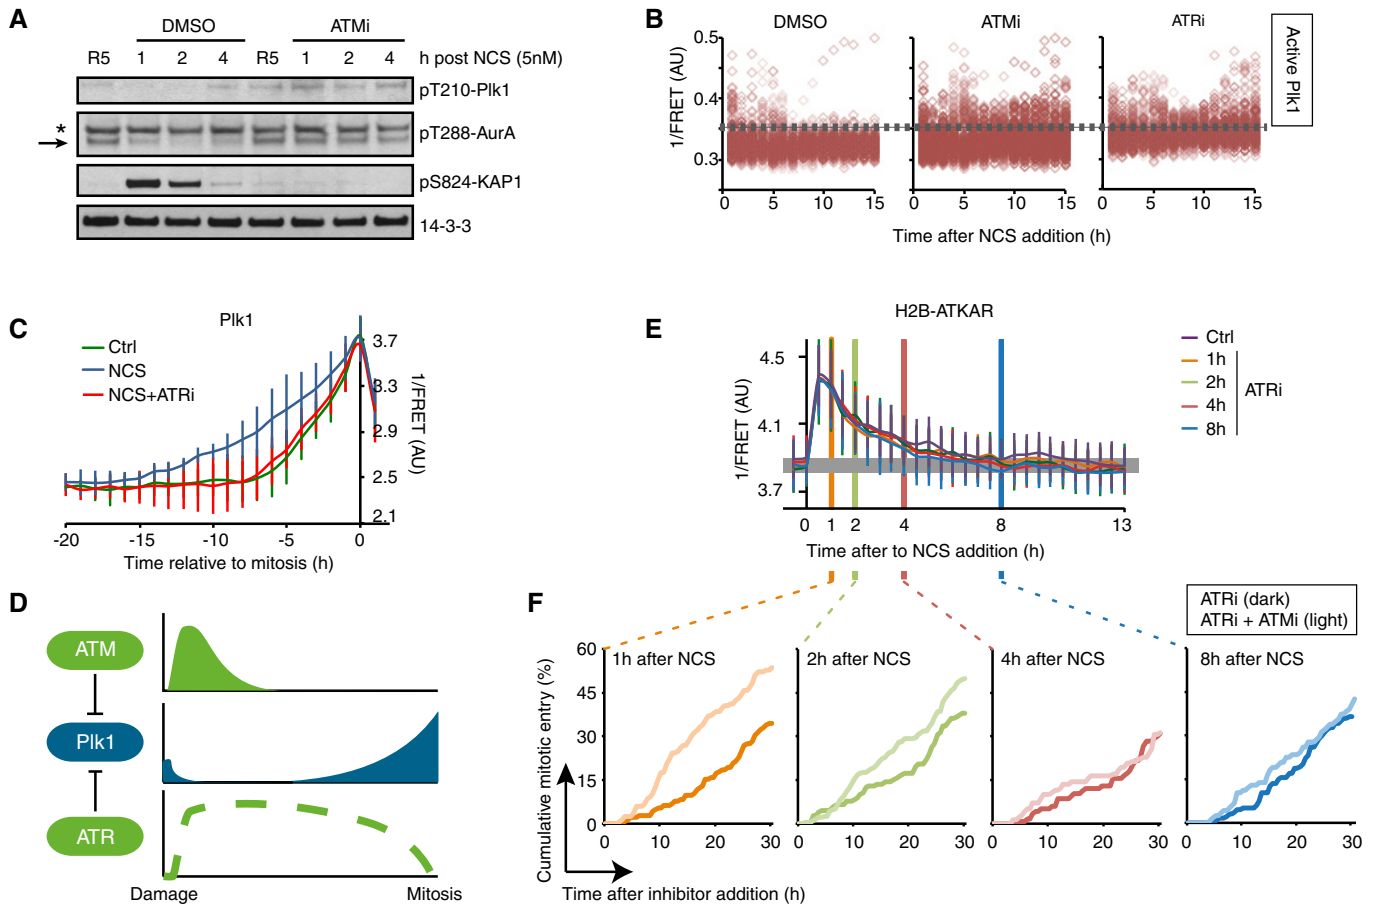 A
DMSO
ATMi
R5 1 2 4 R5 1 2 4 h post NCS (5nM)
pT210-Plk1
* pT288-AurA
pS824-KAP1
14-3-3
B
DMSO
ATMi
ATRi
Active Plk1
1/FRET (AU)
0.5
0.4
0.3
0 5 10 15
0 5 10 15
0 5 10 15
Time after NCS addition (h)
C
Plk1
Ctrl
NCS
NCS+ATRi
3.7
3.3
2.9
2.5
2.1
1/FRET (AU)
-20 -15 -10 -5 0
Time relative to mitosis (h)
E
H2B-ATKAR
Ctrl
1h
2h
4h
8h
ATRi
1/FRET (AU)
4.5
4.1
3.7
0 1 2 4 8 13
Time after to NCS addition (h)
D
ATM
Plk1
ATR
Damage
Mitosis
F
ATRi (dark)
ATRi + ATMi (light)
Cumulative mitotic entry (%)
60
45
30
15
0
1h after NCS
2h after NCS
4h after NCS
8h after NCS
0 10 20 30
0 10 20 30
0 10 20 30
0 10 20 30
Time after inhibitor addition (h)